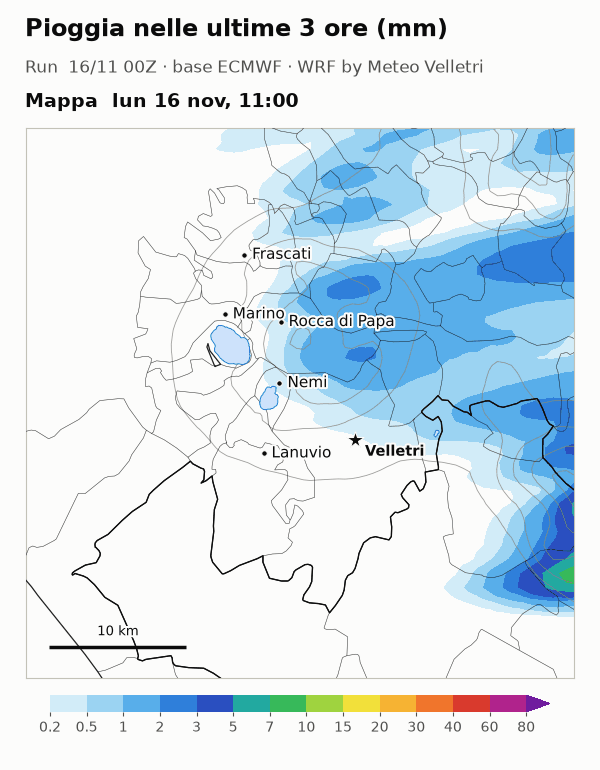 Pioggia nelle ultime 3 ore (mm)
Run  16/11 00Z · base ECMWF · WRF by Meteo Velletri
Mappa  lun 16 nov, 11:00
Frascati
Marino
Rocca di Papa
Nemi
Velletri
Lanuvio
10 km
0.2 0.5 1 2 3 5 7 10 15 20 30 40 60 80